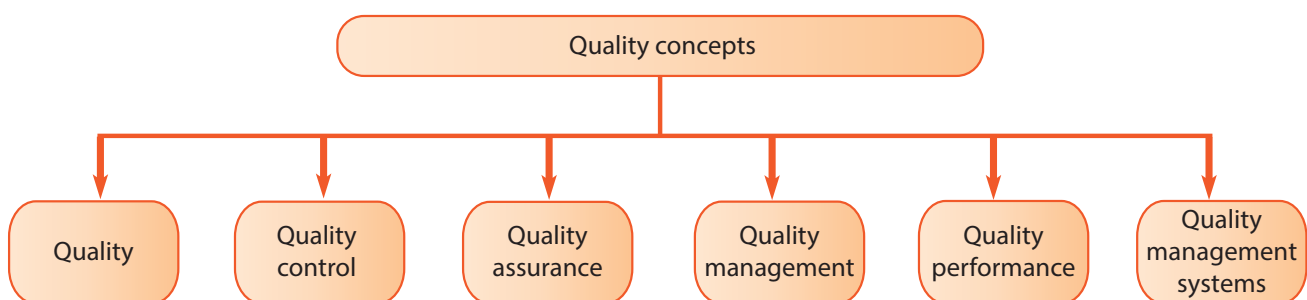 Quality concepts
Quality
Quality
control
Quality
assurance
Quality
management
Quality
performance
Quality
management
systems